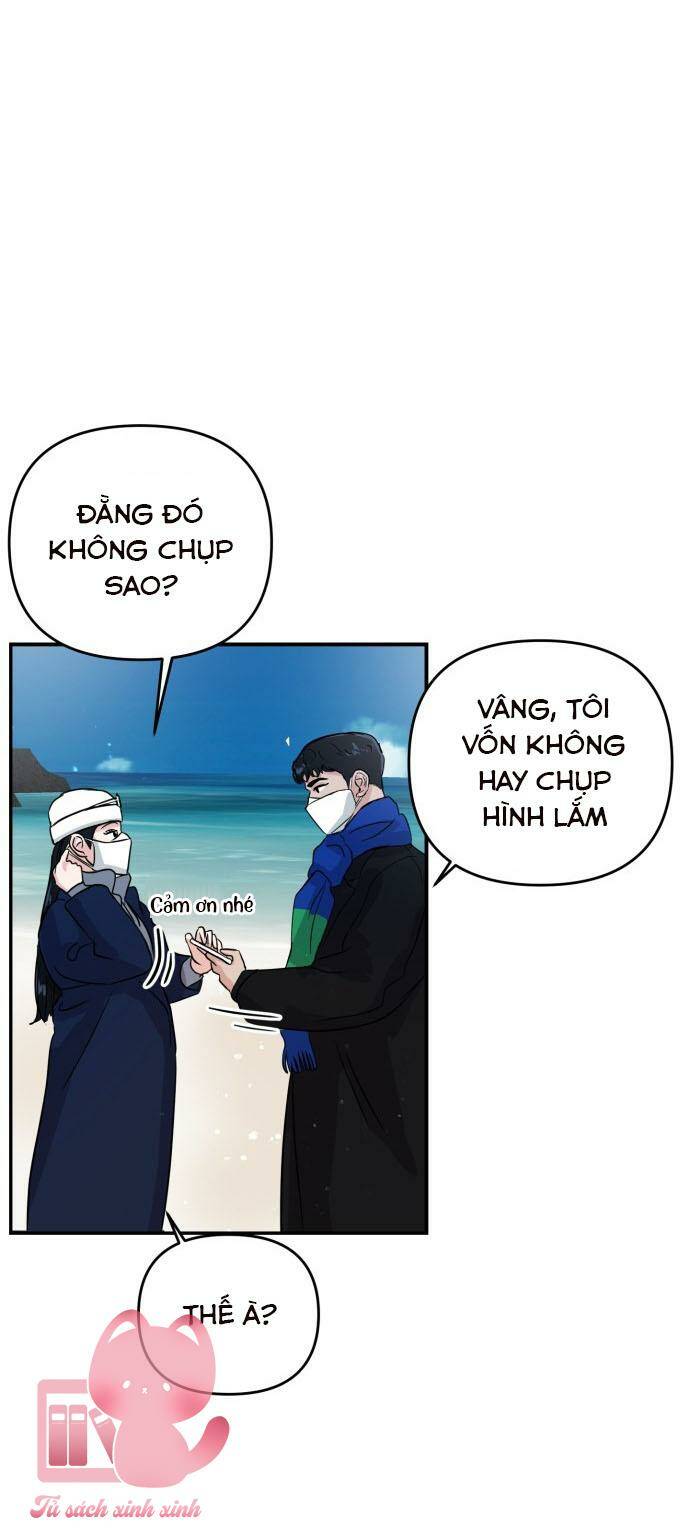 ĐẰNG ĐÓ
KHÔNG CHỤP
SAO?
VÂNG, TÔI
VỐN KHÔNG
HAY CHỤP
HÌNH LẮM
Cảm ơn nhé
THẾ À?
Tủ sách xinh xinh